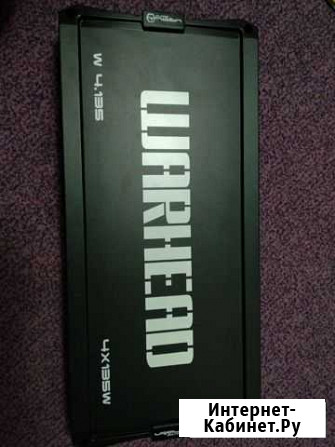 W 4.135
WARHEAD
4X135W
Интернет-
Кабинет.Ру